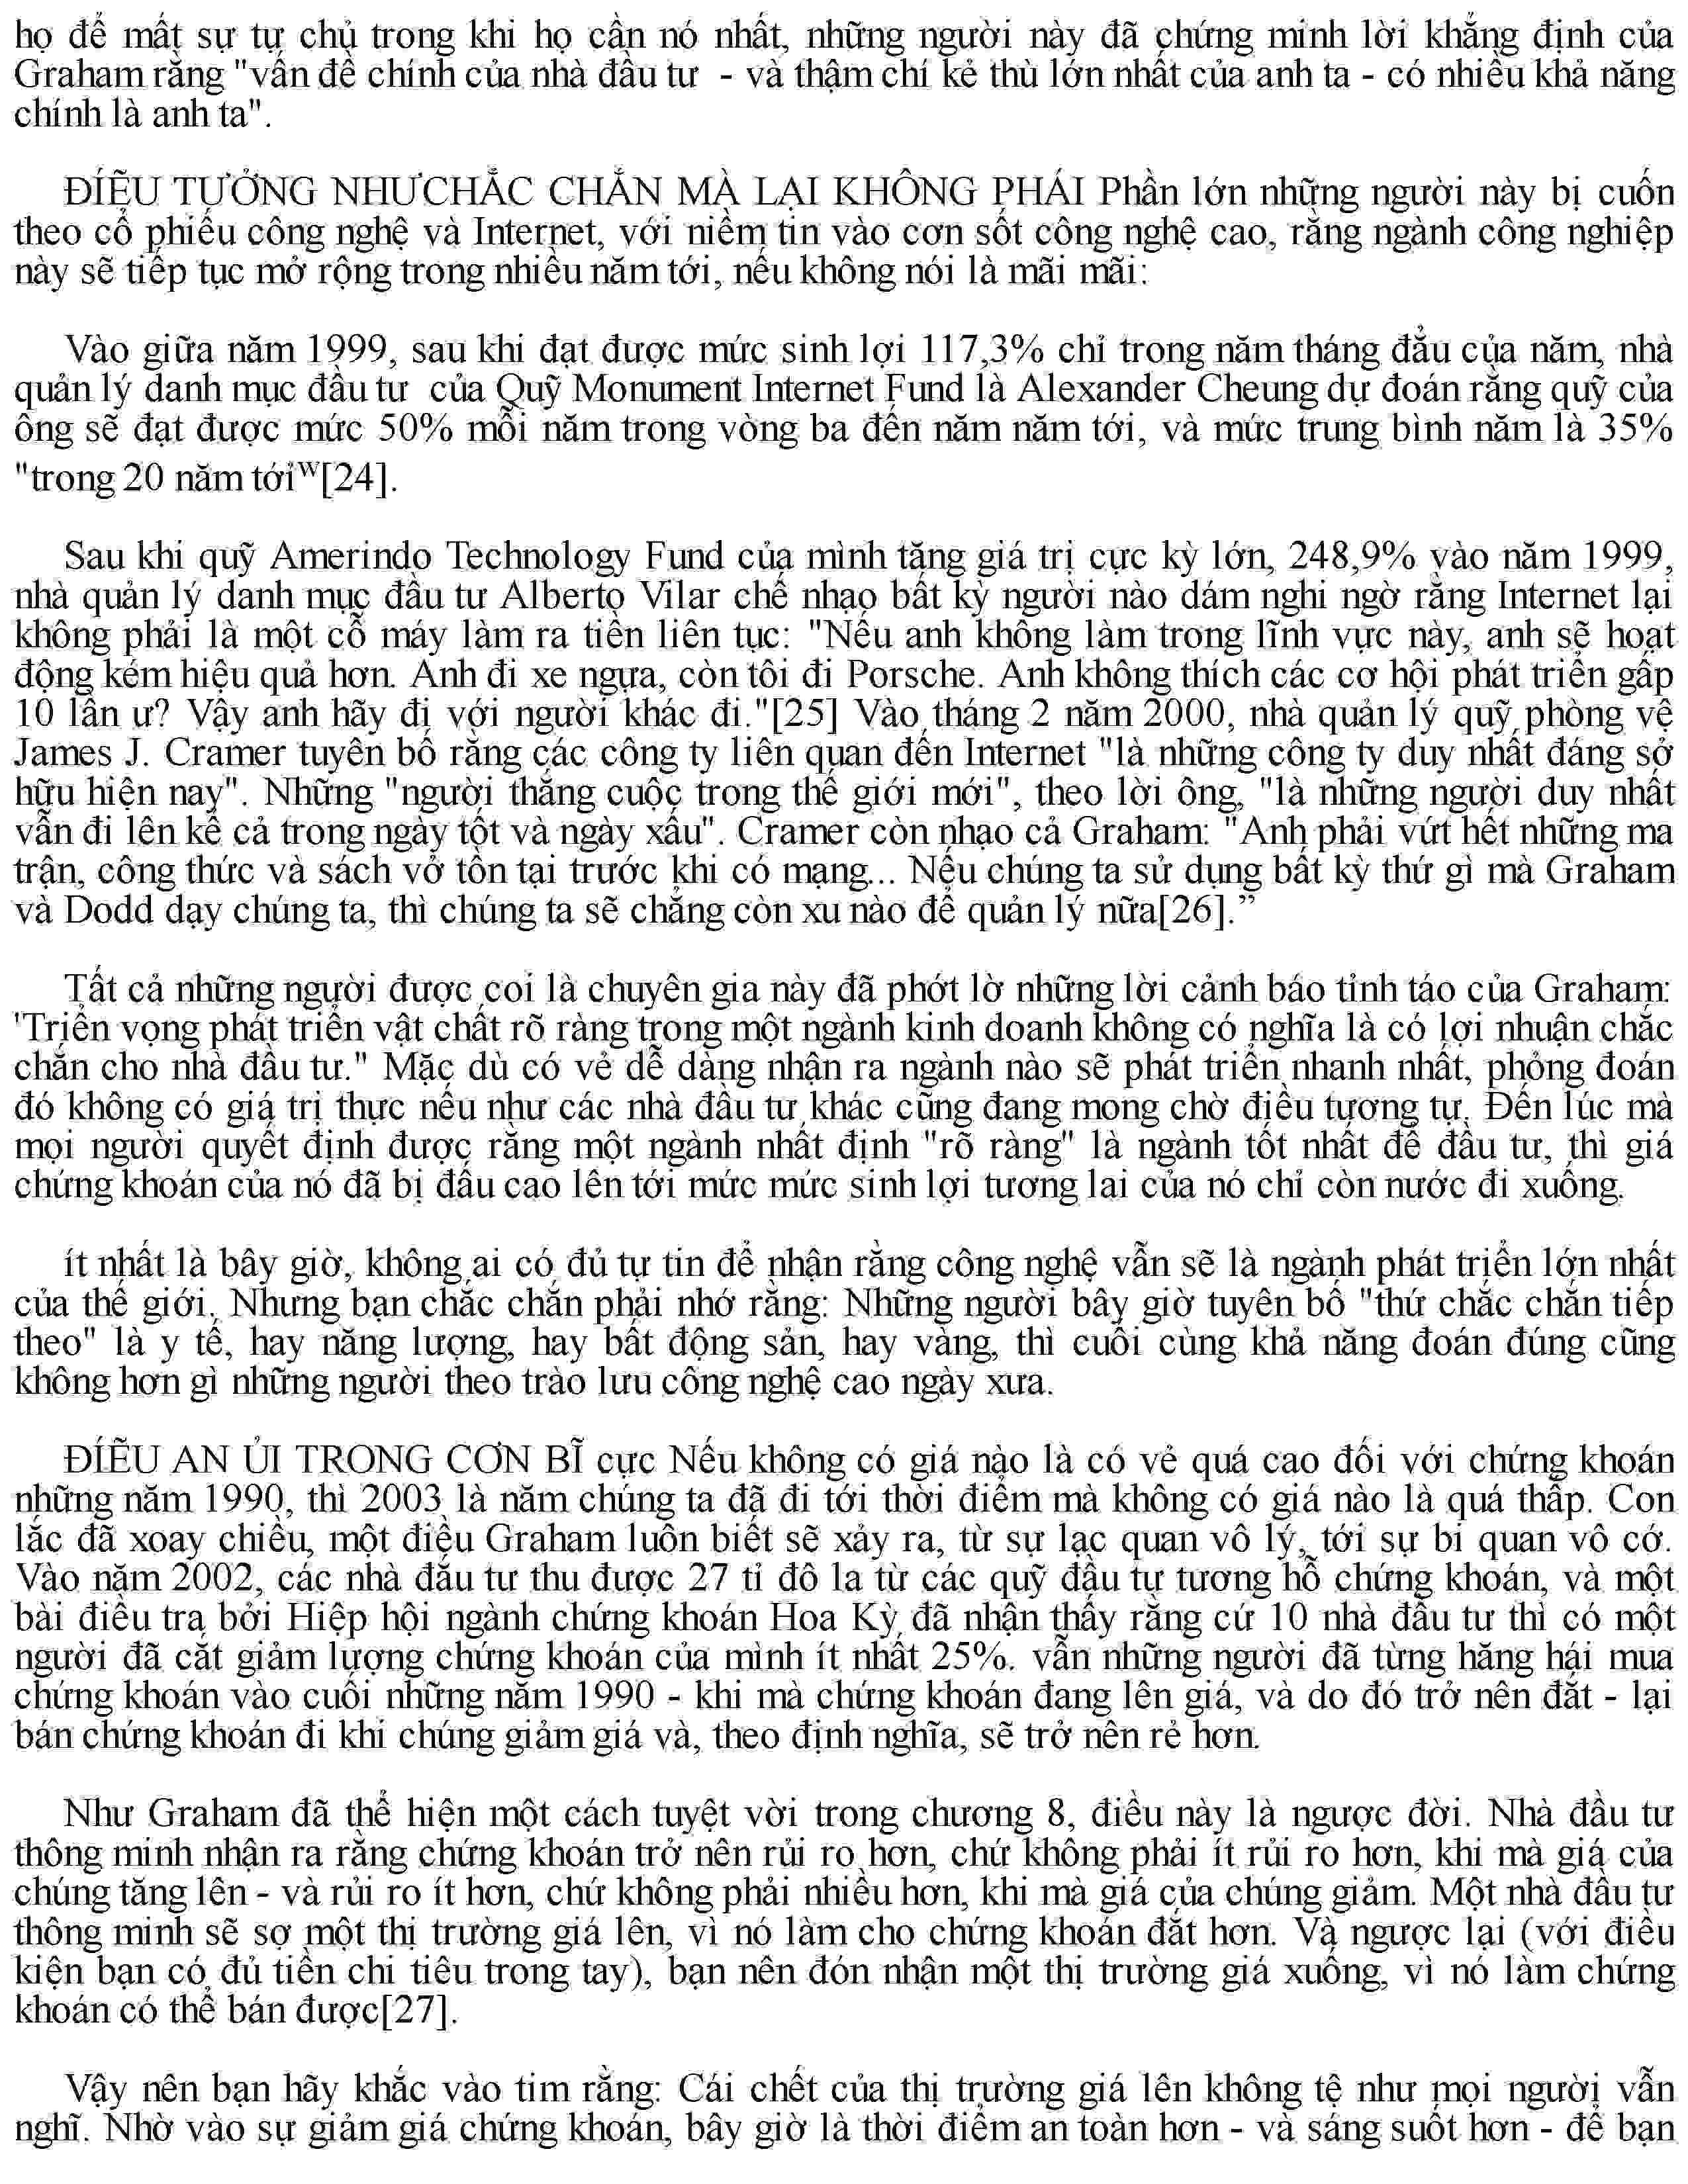 họ để mất sự tự chủ trong khi họ cần nó nhất, những người này đã chứng minh lời khẳng định của
Graham rằng "vấn đề chính của nhà đầu tư - và thậm chí kẻ thù lớn nhất của anh ta - có nhiều khả năng
chính là anh ta".
ĐÍỄU TƯỞNG NHƯCHẮC CHẮN MÀ LẠI KHÔNG PHÁI Phần lớn những người này bị cuốn
theo cổ phiếu công nghệ và Internet, với niềm tin vào cơn sốt công nghệ cao, rằng ngành công nghiệp
này sẽ tiếp tục mở rộng trong nhiều năm tới, nếu không nói là mãi mãi:
Vào giữa năm 1999, sau khi đạt được mức sinh lợi 117,3% chỉ trong năm tháng đẳu của năm, nhà
quản lý danh mục đầu tư của Quỹ Monument Internet Fund là Alexander Cheung dự đoán rằng quỹ của
ông sẽ đạt được mức 50% mỗi năm trong vòng ba đến năm năm tới, và mức trung bình năm là 35%
"trong 20 năm tớiʷ[24].
Sau khi quỹ Amerindo Technology Fund của mình tăng giá trị cực kỳ lớn, 248,9% vào năm 1999,
nhà quản lý danh mục đầu tư Alberto Vilar chế nhạo bất kỳ người nào dám nghi ngờ rằng Internet lại
không phải là một cỗ máy làm ra tiền liên tục: "Nếu anh không làm trong lĩnh vực này, anh sẽ hoạt
động kém hiệu quả hơn. Anh đi xe ngựa, còn tôi đi Porsche. Anh không thích các cơ hội phát triển gấp
10 lần ư? Vậy anh hãy đi với người khác đi."[25] Vào tháng 2 năm 2000, nhà quản lý quỹ phòng vệ
James J. Cramer tuyên bố rằng các công ty liên quan đến Internet "là những công ty duy nhất đáng sở
hữu hiện nay". Những "người thắng cuộc trong thế giới mới", theo lời ông, "là những người duy nhất
vẫn đi lên kể cả trong ngày tốt và ngày xấu". Cramer còn nhạo cả Graham: "Anh phải vứt hết những ma
trận, công thức và sách vở tồn tại trước khi có mạng... Nếu chúng ta sử dụng bất kỳ thứ gì mà Graham
và Dodd dạy chúng ta, thì chúng ta sẽ chẳng còn xu nào để quản lý nữa[26].”
Tất cả những người được coi là chuyên gia này đã phớt lờ những lời cảnh báo tỉnh táo của Graham:
'Triển vọng phát triển vật chất rõ ràng trong một ngành kinh doanh không có nghĩa là có lợi nhuận chắc
chắn cho nhà đầu tư." Mặc dù có vẻ dễ dàng nhận ra ngành nào sẽ phát triển nhanh nhất, phỏng đoán
đó không có giá trị thực nếu như các nhà đầu tư khác cũng đang mong chờ điều tương tự. Đến lúc mà
mọi người quyết định được rằng một ngành nhất định "rõ ràng" là ngành tốt nhất để đầu tư, thì giá
chứng khoán của nó đã bị đấu cao lên tới mức mức sinh lợi tương lai của nó chỉ còn nước đi xuống.
ít nhất là bây giờ, không ai có đủ tự tin để nhận rằng công nghệ vẫn sẽ là ngành phát triển lớn nhất
của thế giới. Nhưng bạn chắc chắn phải nhớ rằng: Những người bây giờ tuyên bố "thứ chắc chắn tiếp
theo" là y tế, hay năng lượng, hay bất động sản, hay vàng, thì cuối cùng khả năng đoán đúng cũng
không hơn gì những người theo trào lưu công nghệ cao ngày xưa.
ĐÍỄU AN ỦI TRONG CƠN BĨ cực Nếu không có giá nào là có vẻ quá cao đối với chứng khoán
những năm 1990, thì 2003 là năm chúng ta đã đi tới thời điểm mà không có giá nào là quá thấp. Con
lắc đã xoay chiều, một điều Graham luôn biết sẽ xảy ra, từ sự lạc quan vô lý, tới sự bi quan vô cớ.
Vào năm 2002, các nhà đắu tư thu được 27 tỉ đô la từ các quỹ đầu tư tương hỗ chứng khoán, và một
bài điều tra bởi Hiệp hội ngành chứng khoán Hoa Kỳ đã nhận thấy rằng cứ 10 nhà đầu tư thì có một
người đã cắt giảm lượng chứng khoán của mình ít nhất 25%. vẫn những người đã từng hăng hái mua
chứng khoán vào cuối những năm 1990 - khi mà chứng khoán đang lên giá, và do đó trở nên đắt - lại
bán chứng khoán đi khi chúng giảm giá và, theo định nghĩa, sẽ trở nên rẻ hơn.
Như Graham đã thể hiện một cách tuyệt vời trong chương 8, điều này là ngược đời. Nhà đầu tư
thông minh nhận ra rằng chứng khoán trở nên rủi ro hơn, chứ không phải ít rủi ro hơn, khi mà giá của
chúng tăng lên - và rủi ro ít hơn, chứ không phải nhiều hơn, khi mà giá của chúng giảm. Một nhà đầu tư
thông minh sẽ sợ một thị trường giá lên, vì nó làm cho chứng khoán đắt hơn. Và ngược lại (với điều
kiện bạn có đủ tiền chi tiêu trong tay), bạn nên đón nhận một thị trường giá xuống, vì nó làm chứng
khoán có thể bán được[27].
Vậy nên bạn hãy khắc vào tim rằng: Cái chết của thị trường giá lên không tệ như mọi người vẫn
nghĩ. Nhờ vào sự giảm giá chứng khoán, bây giờ là thời điểm an toàn hơn - và sáng suốt hơn - để bạn